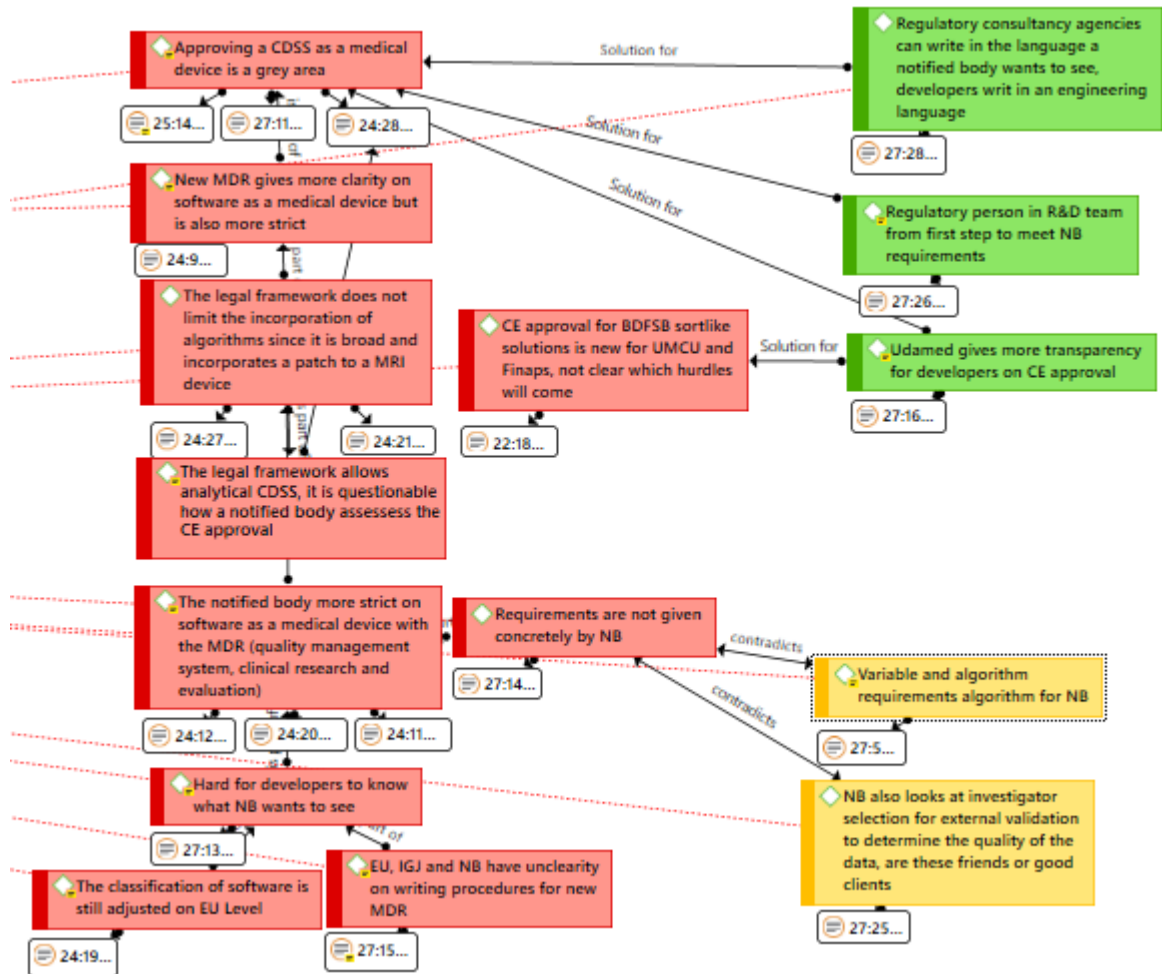 Approving a CDSS as a medical
device is a grey area
25:14...
27:11...
24:28...
of
Solution for
Regulatory consultancy agencies
can write in the language a
notified body wants to see,
developers writ in an engineering
language
27:28...
Solution for
Regulatory person in R&D team
from first step to meet NB
requirements
27:26...
Solution for
Udamed gives more transparency
for developers on CE approval
27:16...
New MDR gives more clarity on
software as a medical device but
is also more strict
24:9...
part
The legal framework does not
limit the incorporation of
algorithms since it is broad and
incorporates a patch to a MRI
device
24:27...
24:21...
part
CE approval for BDFSB sortlike
solutions is new for UMCU and
Finaps, not clear which hurdles
will come
22:18...
Solution for
The legal framework allows
analytical CDSS, it is questionable
how a notified body assessess the
CE approval
The notified body more strict on
software as a medical device with
the MDR (quality management
system, clinical research and
evaluation)
24:12...
24:20...
24:11...
Requirements are not given
concretely by NB
27:14...
contradicts
contradicts
Variable and algorithm
requirements algorithm for NB
27:5...
NB also looks at investigator
selection for external validation
to determine the quality of the
data, are these friends or good
clients
27:25...
Hard for developers to know
what NB wants to see
27:13...
of
The classification of software is
still adjusted on EU Level
24:19...
EU, IGJ and NB have unclearity
on writing procedures for new
MDR
27:15...